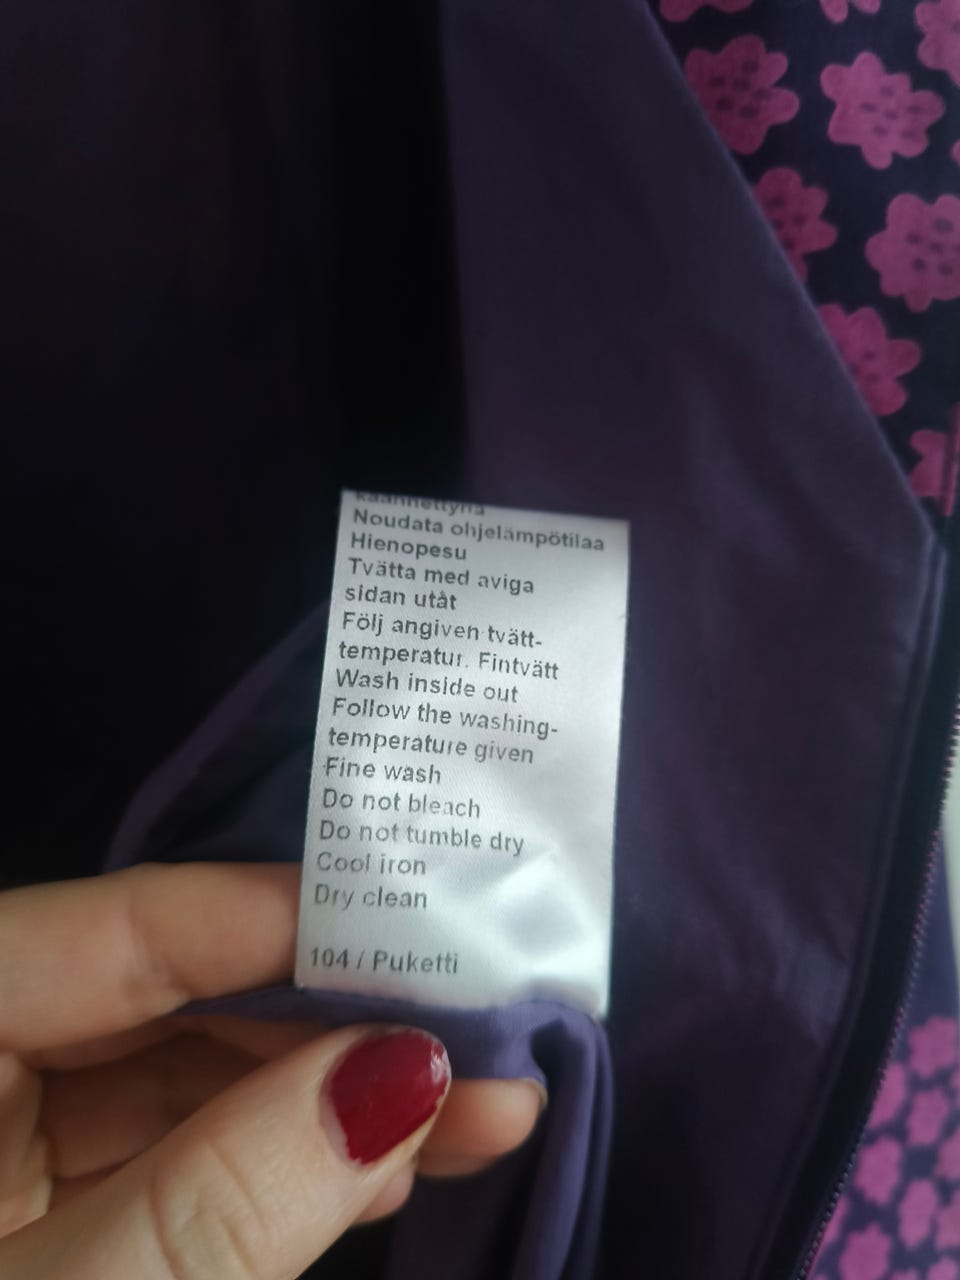 käännettynä
Noudata ohjelämpötilaa
Hienopesu
Tvätta med aviga
sidan utåt
Följ angiven tvätt-
temperatur. Fintvätt
Wash inside out
Follow the washing-
temperature given
Fine wash
Do not bleach
Do not tumble dry
Cool iron
Dry clean
104 / Puketti